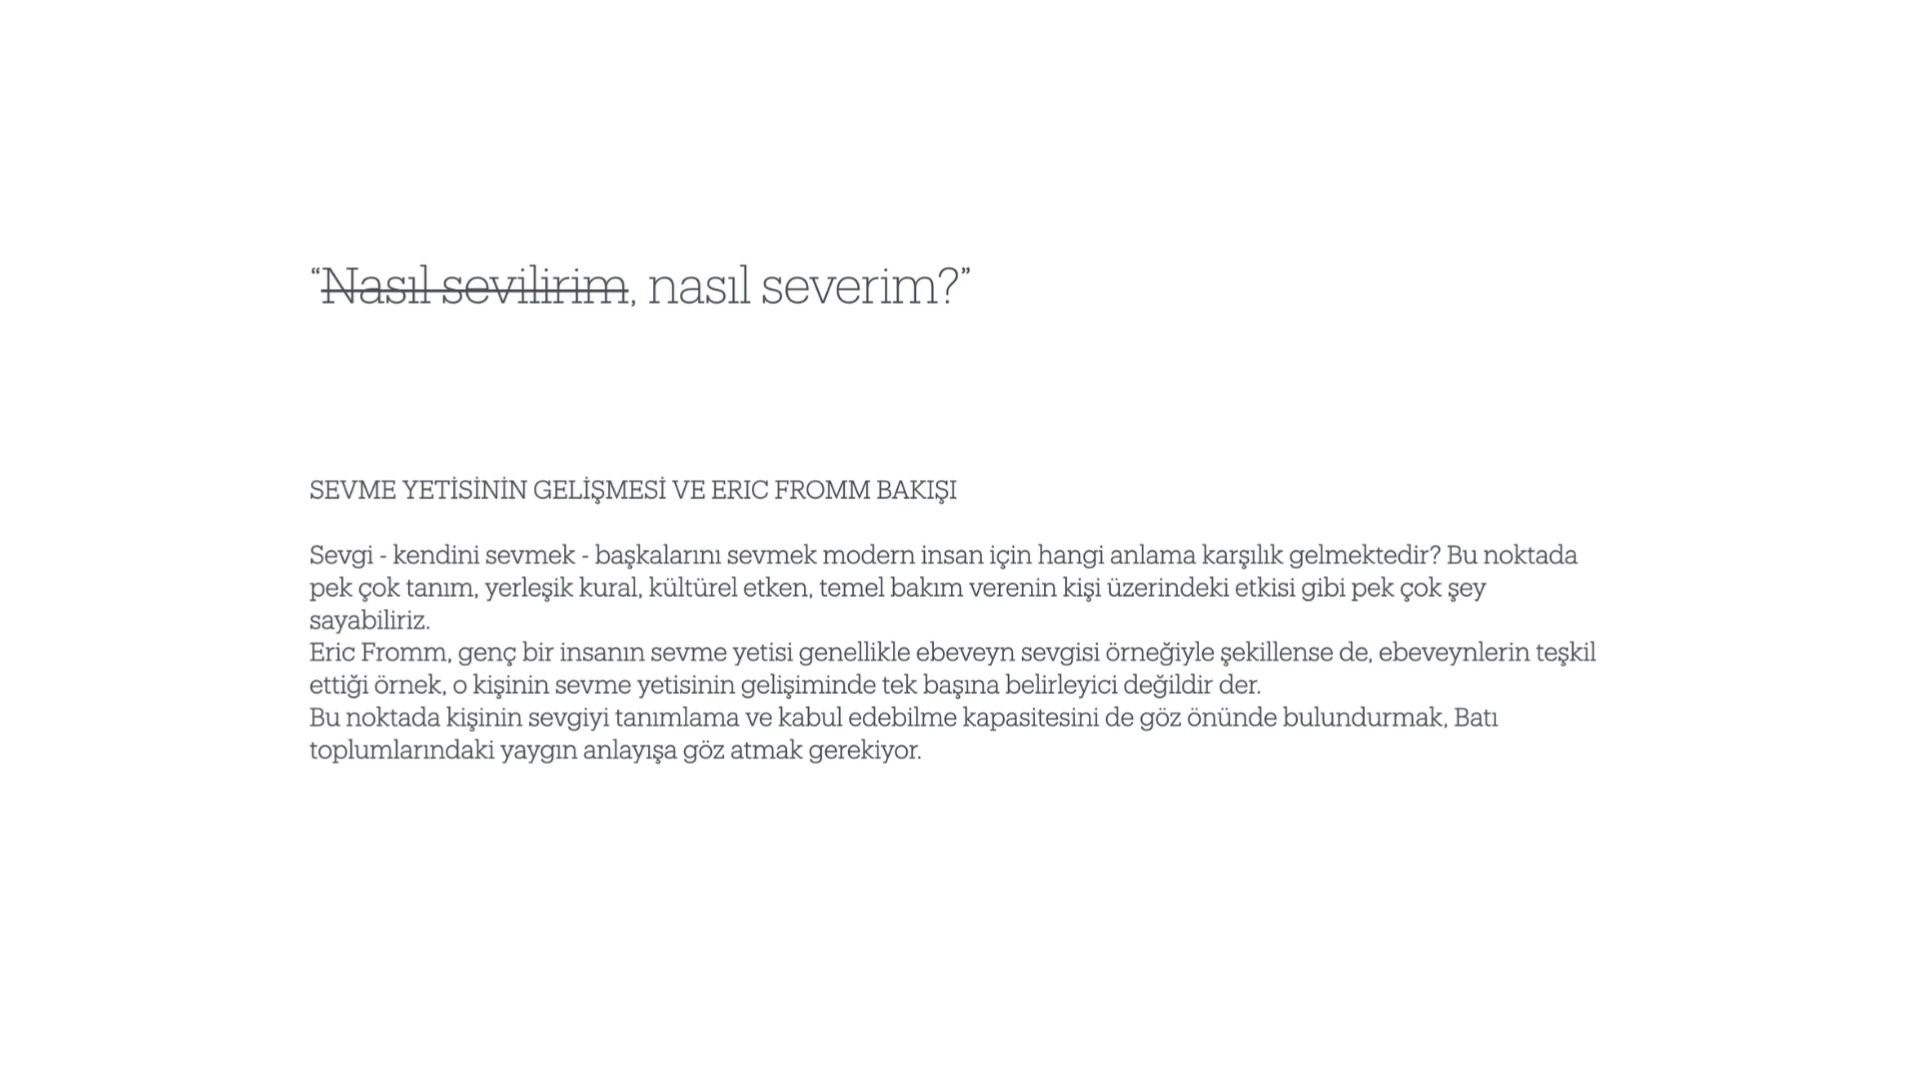 “Nasıl sevilirim, nasıl severim?”
SEVME YETİSİNİN GELİŞMESİ VE ERIC FROMM BAKIŞI
Sevgi - kendini sevmek - başkalarını sevmek modern insan için hangi anlama karşılık gelmektedir? Bu noktada
pek çok tanım, yerleşik kural, kültürel etken, temel bakım verenin kişi üzerindeki etkisi gibi pek çok şey
sayabiliriz.
Eric Fromm, genç bir insanın sevme yetisi genellikle ebeveyn sevgisi örneğiyle şekillense de, ebeveynlerin teşkil
ettiği örnek, o kişinin sevme yetisinin gelişiminde tek başına belirleyici değildir der.
Bu noktada kişinin sevgiyi tanımlama ve kabul edebilme kapasitesini de göz önünde bulundurmak, Batı
toplumlarındaki yaygın anlayışa göz atmak gerekiyor.